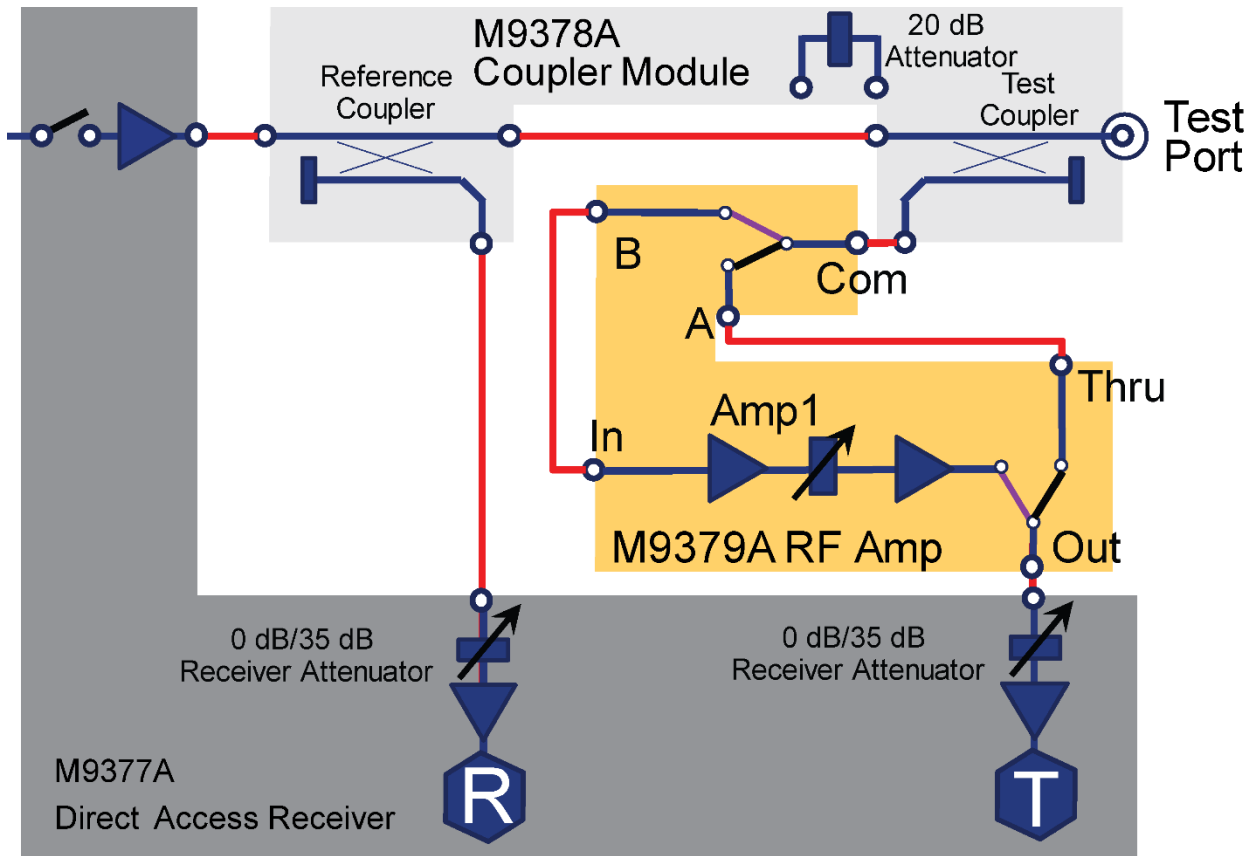 M9378A
Coupler Module
20 dB
Attenuator
Reference
Coupler
Test
Coupler
Test
Port
B
Com
A
Thru
In
Amp1
M9379A RF Amp
Out
0 dB/35 dB
Receiver Attenuator
0 dB/35 dB
Receiver Attenuator
M9377A
Direct Access Receiver
R
T